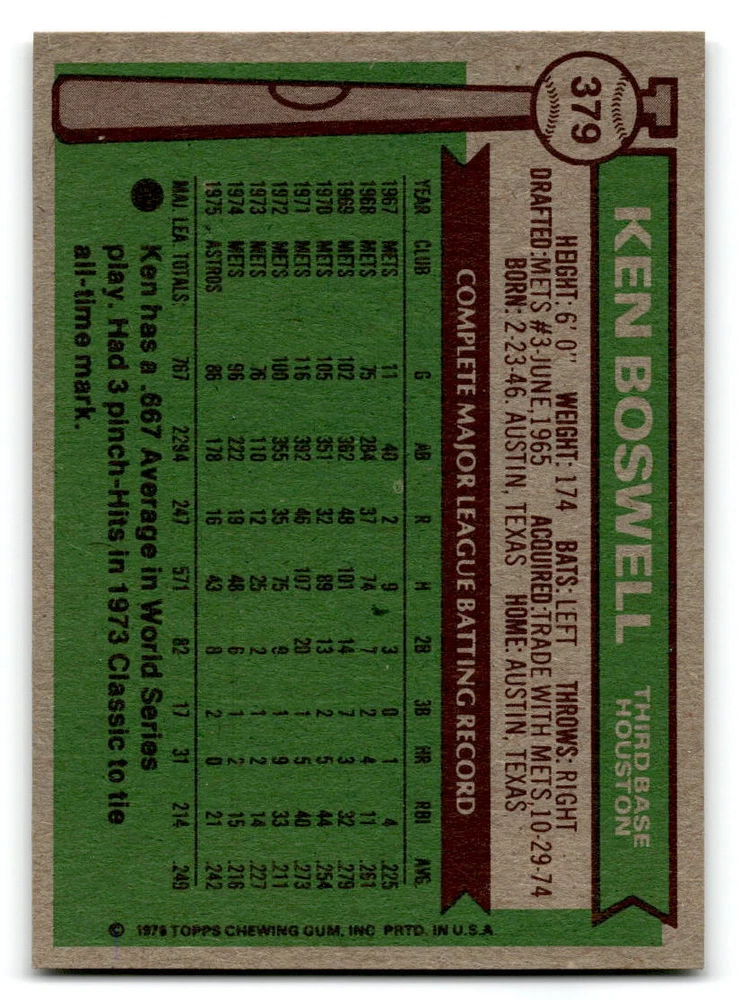 379
KEN BOSWELL
THIRD BASE
HOUSTON
HEIGHT: 6' 0" WEIGHT: 174 BATS: LEFT THROWS: RIGHT
DRAFTED: METS #3-JUNE, 1965 ACQUIRED: TRADE WITH METS, 10-29-74
BORN: 2-23-46, AUSTIN, TEXAS HOME: AUSTIN, TEXAS
COMPLETE MAJOR LEAGUE BATTING RECORD
YEAR CLUB G AB R H 2B 3B HR RBI AVG.
1967 METS 11 40 2 9 3 0 1 4 .225
1968 METS 75 284 37 74 7 2 4 11 .261
1969 METS 102 362 48 101 14 7 3 32 .279
1970 METS 105 351 32 89 13 2 5 44 .254
1971 METS 116 392 46 107 20 1 5 40 .273
1972 METS 100 355 35 75 9 1 9 33 .211
1973 METS 76 110 12 25 2 1 2 14 .227
1974 METS 96 222 19 48 6 1 2 15 .216
1975 ASTROS 86 178 16 43 8 2 0 21 .242
MAJ. LEA. TOTALS: 767 2294 247 571 82 17 31 214 .249
Ken has a .667 Average in World Series
play. Had 3 pinch-Hits in 1973 Classic to tie
all-time mark.
© 1976 TOPPS CHEWING GUM, INC. PRTD. IN U.S.A.